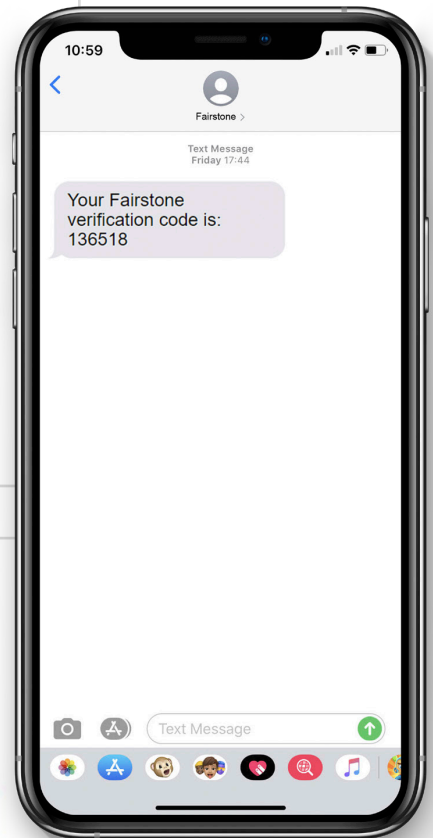 10:59
Fairstone >
Text Message
Friday 17:44
Your Fairstone
verification code is:
136518
Text Message